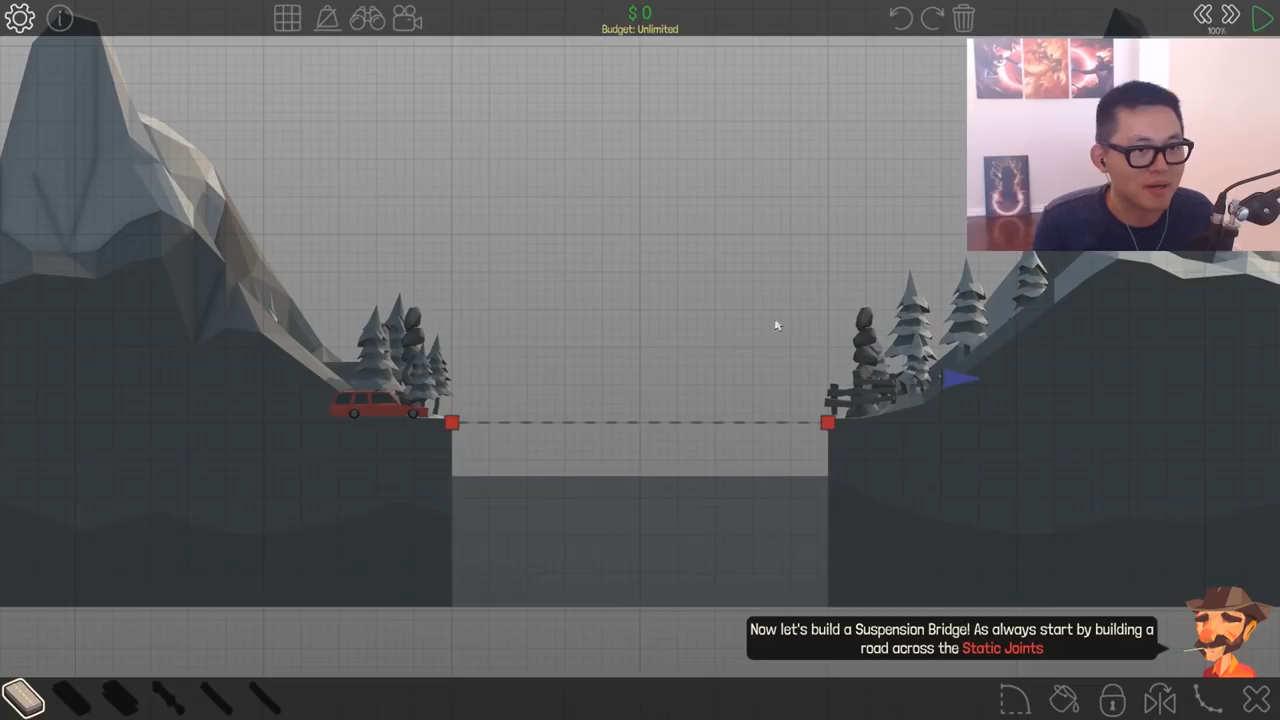 $ 0
Budget: Unlimited
100%
Now let's build a Suspension Bridge! As always start by building a
road across the Static Joints